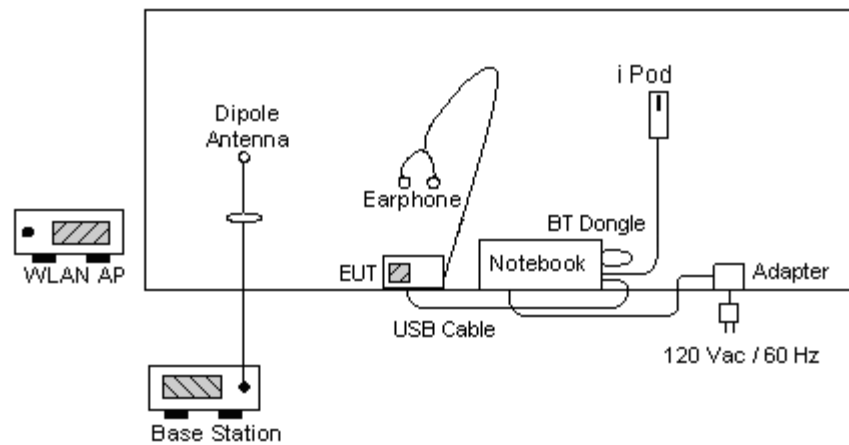 i Pod
Dipole
Antenna
Earphone
BT Dongle
WLAN AP
EUT
Notebook
Adapter
USB Cable
120 Vac / 60 Hz
Base Station